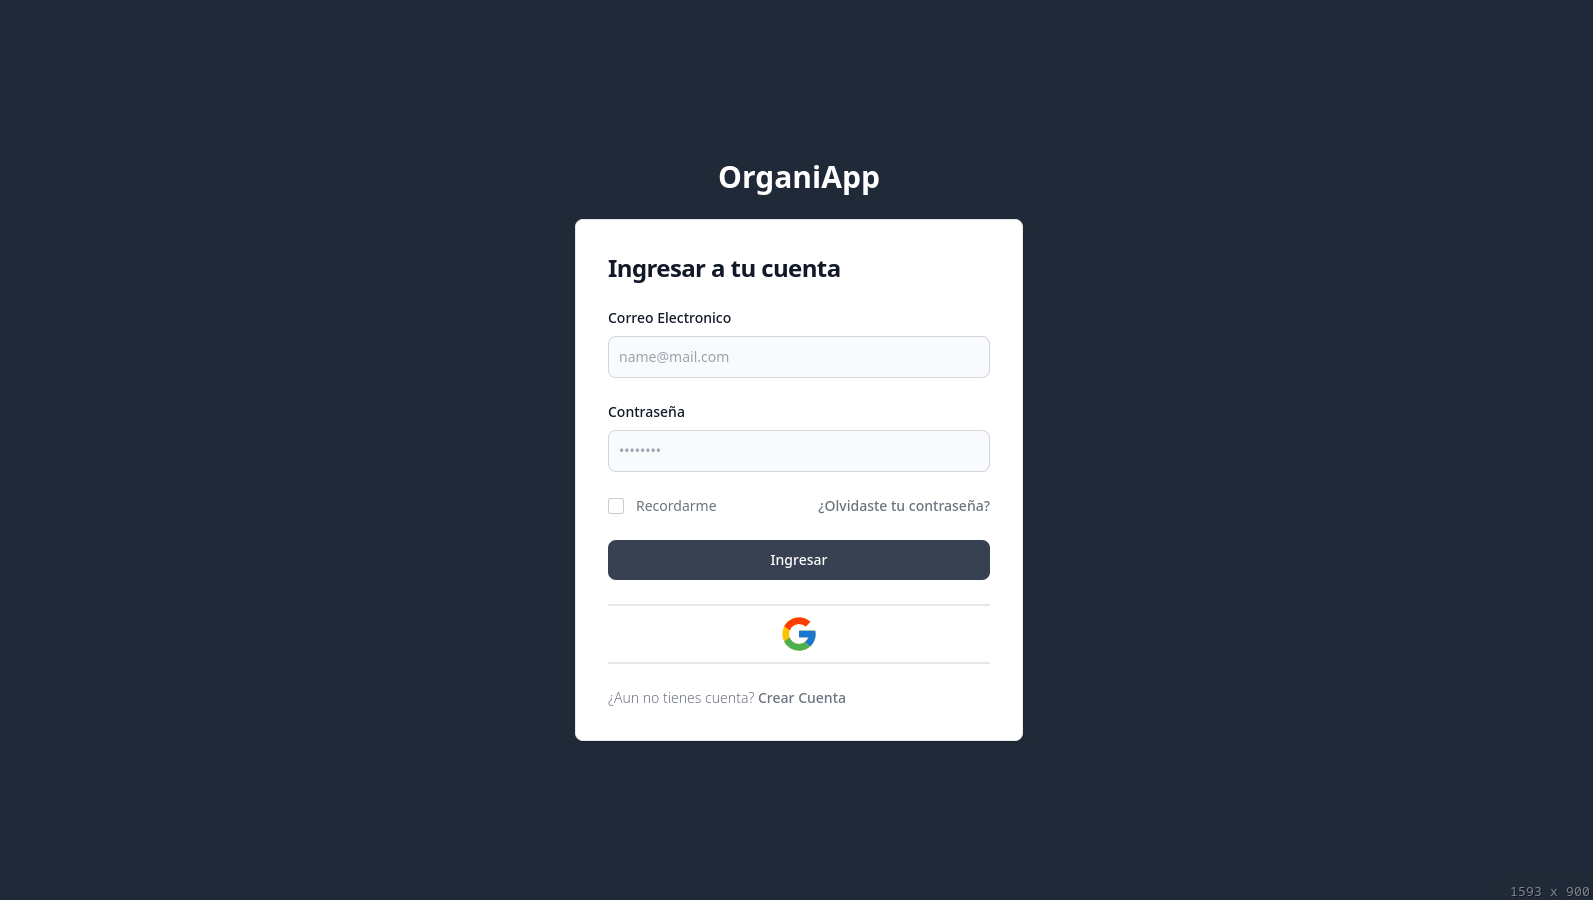 OrganiApp
Ingresar a tu cuenta
Correo Electronico
name@mail.com
Contraseña
••••••••
Recordarme ¿Olvidaste tu contraseña?
Ingresar
¿Aun no tienes cuenta? Crear Cuenta
1593 x 900